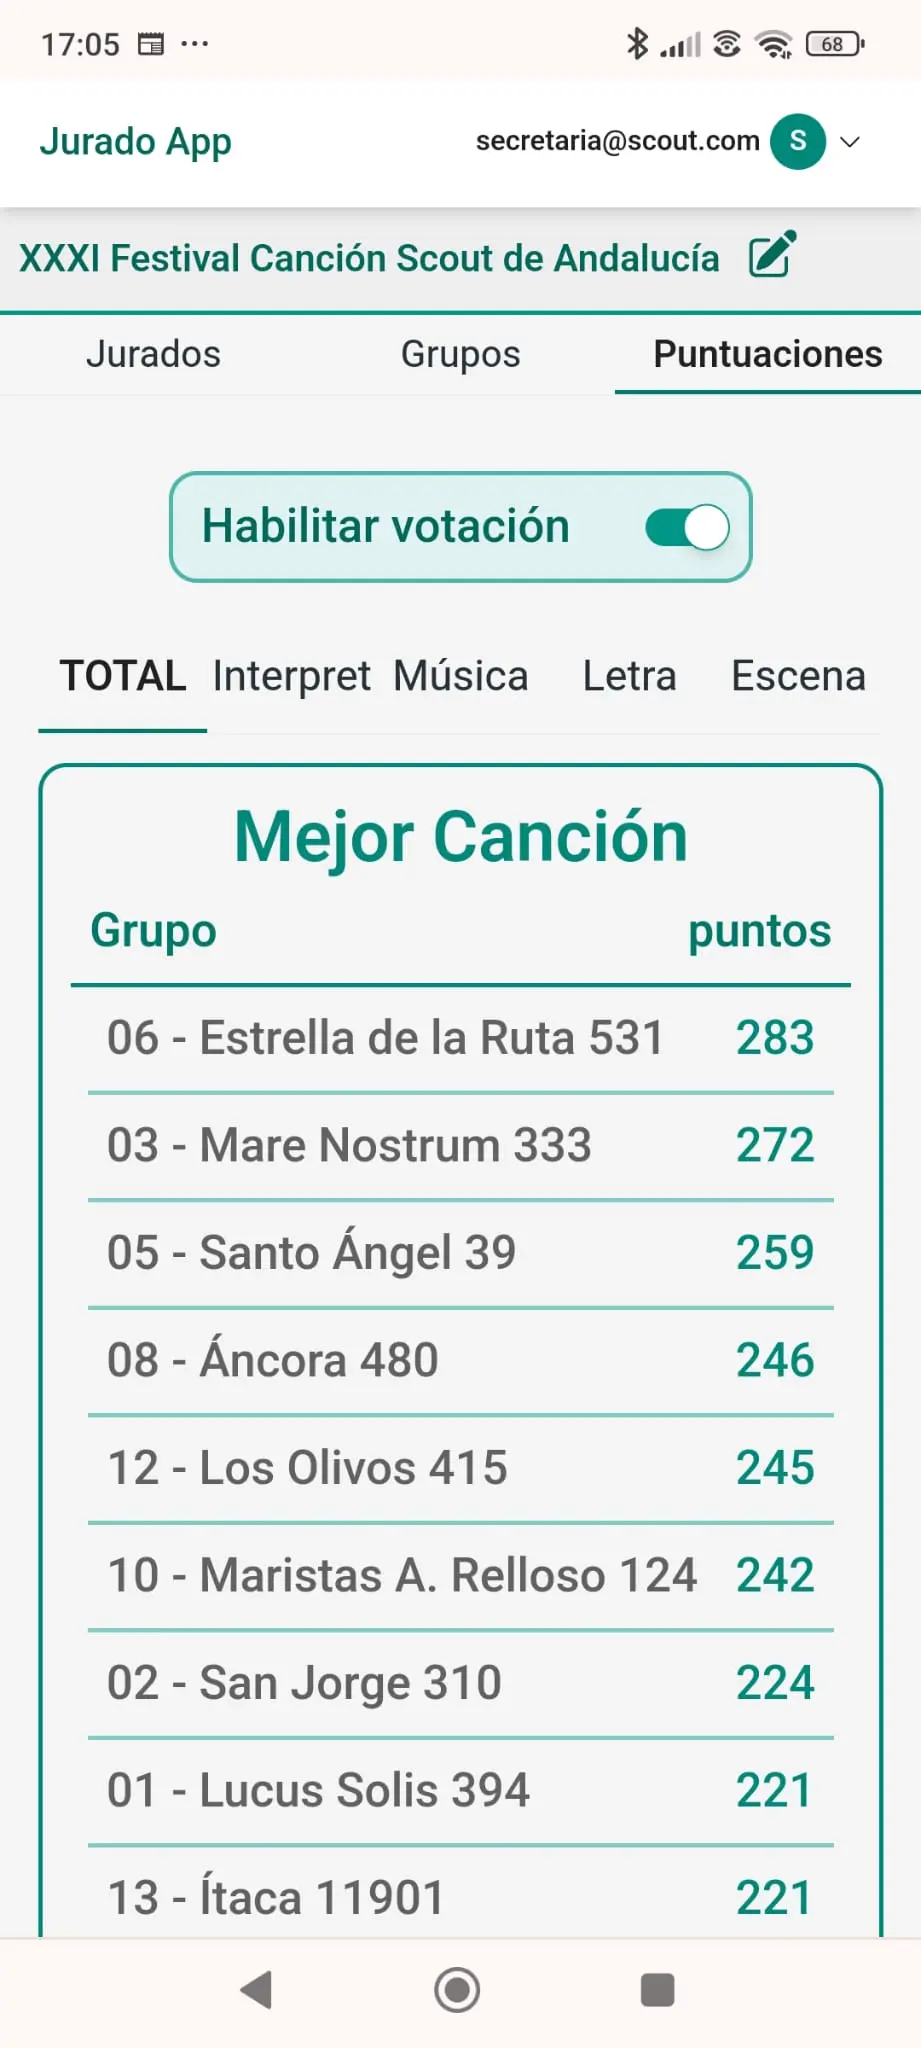 17:05 ... 68
Jurado App secretaria@scout.com S
XXXI Festival Canción Scout de Andalucía
Jurados Grupos Puntuaciones
Habilitar votación
TOTAL Interpret Música Letra Escena
Mejor Canción
Grupo puntos
06 - Estrella de la Ruta 531 283
03 - Mare Nostrum 333 272
05 - Santo Ángel 39 259
08 - Áncora 480 246
12 - Los Olivos 415 245
10 - Maristas A. Relloso 124 242
02 - San Jorge 310 224
01 - Lucus Solis 394 221
13 - Ítaca 11901 221